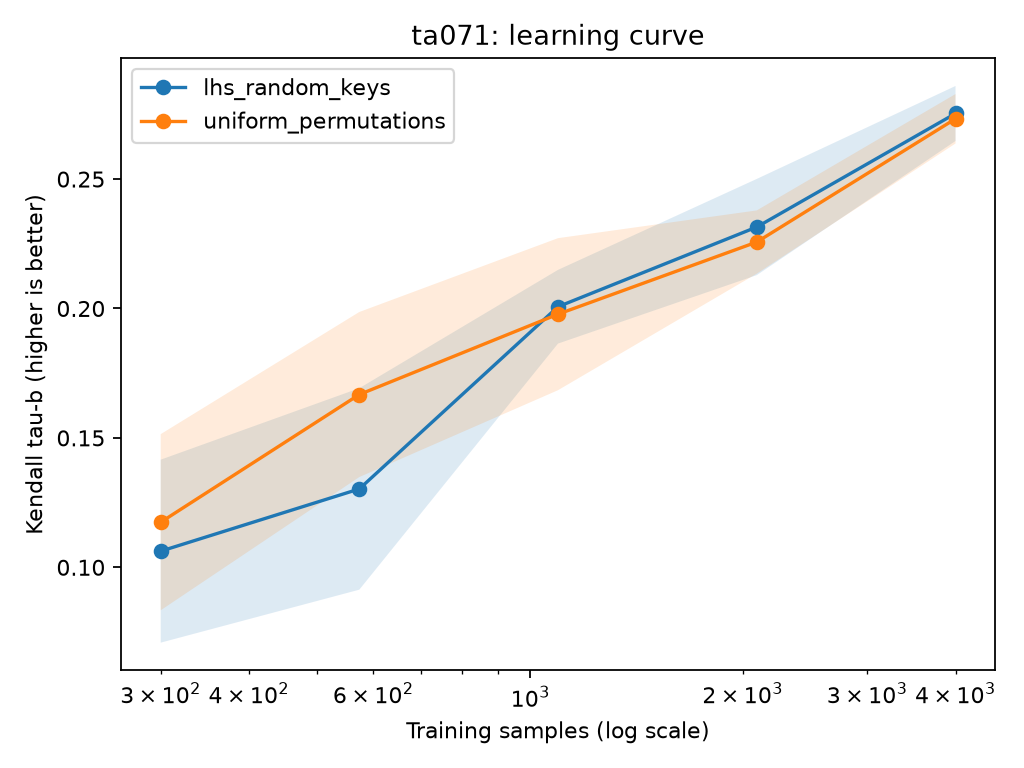 ta071: learning curve
lhs_random_keys
uniform_permutations
Kendall tau-b (higher is better)
0.25
0.20
0.15
0.10
3 × 10² 4 × 10² 6 × 10² 10³ 2 × 10³ 3 × 10³ 4 × 10³
Training samples (log scale)